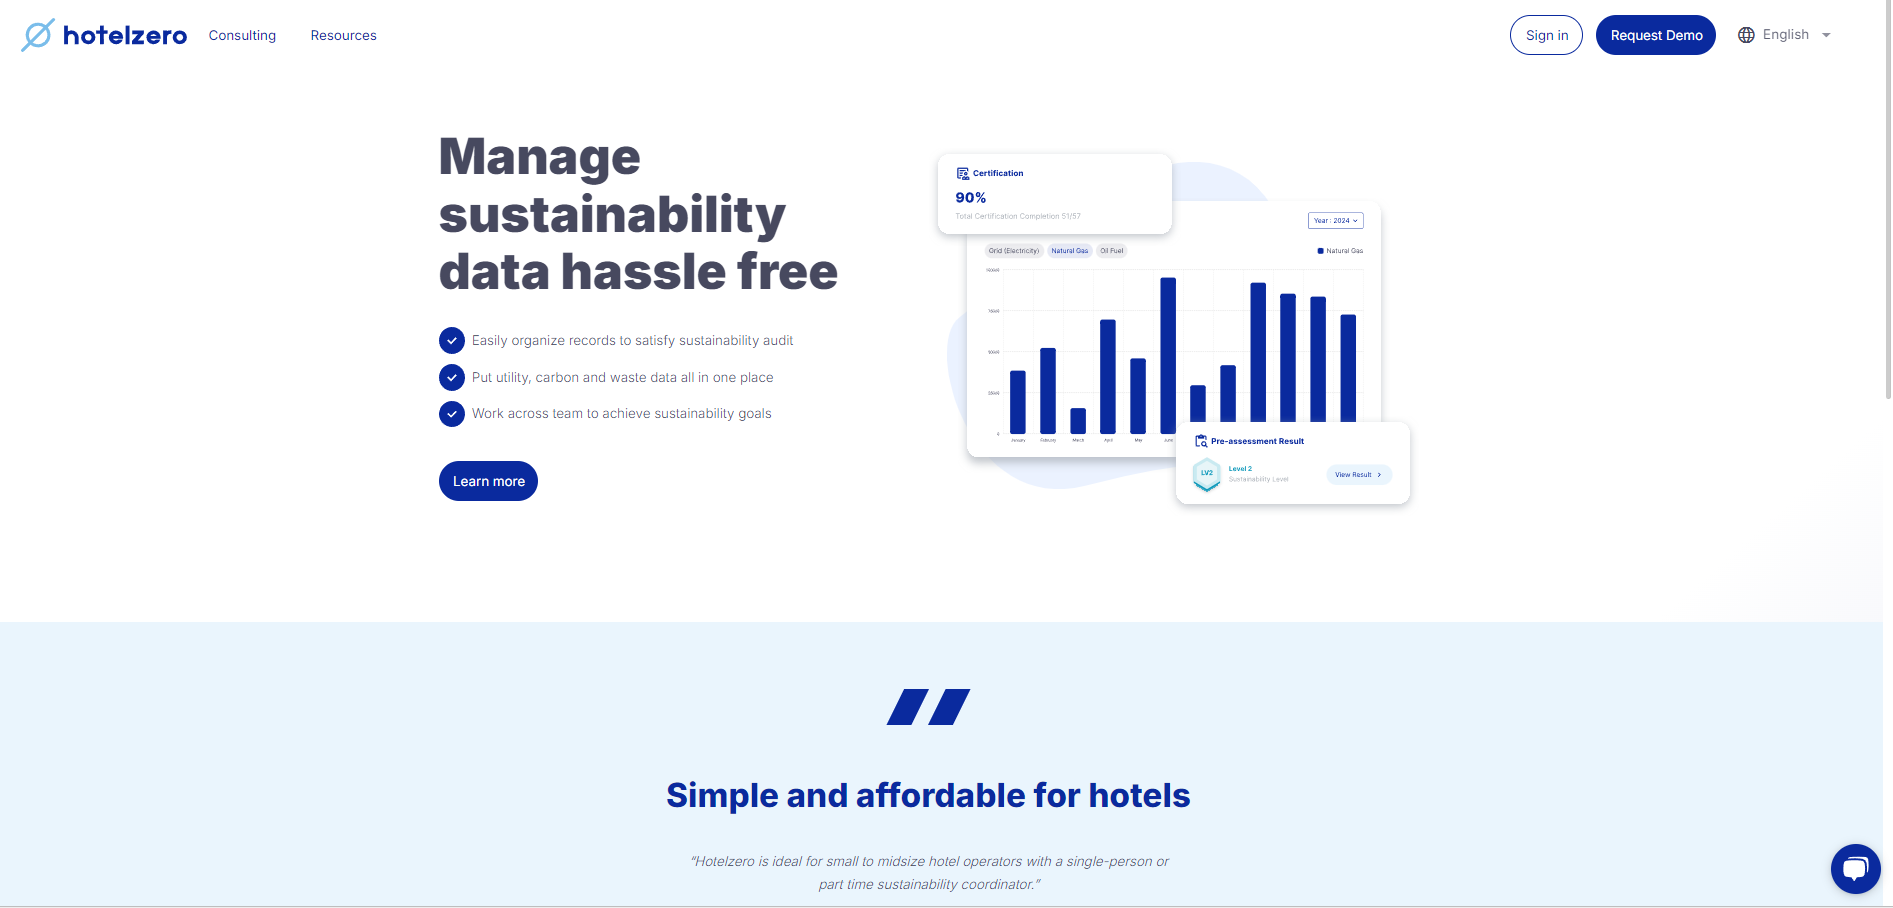 hotelzero
Consulting
Resources
Sign in
Request Demo
English
Manage
sustainability
data hassle free
Easily organize records to satisfy sustainability audit
Put utility, carbon and waste data all in one place
Work across team to achieve sustainability goals
Learn more
Certification
90%
Total Certification Completion 51/57
Year : 2024
Grid (Electricity)
Natural Gas
Oil Fuel
Natural Gas
0
January
February
March
April
May
June
Pre-assessment Result
LV2
Level 2
Sustainability Level
View Result
Simple and affordable for hotels
“Hotelzero is ideal for small to midsize hotel operators with a single-person or
part time sustainability coordinator.”